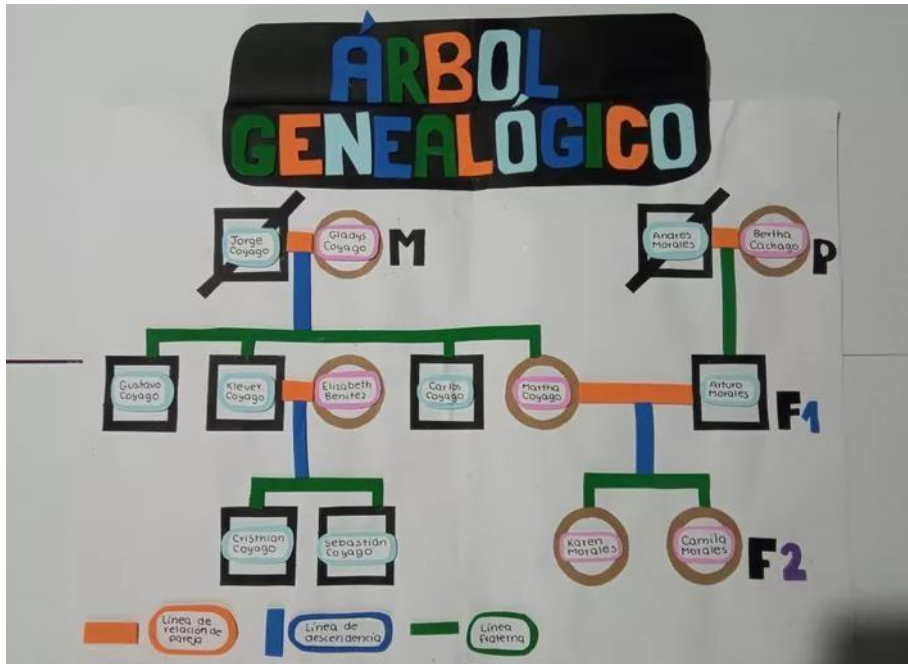 ÁRBOL
GENEALÓGICO
Jorge
Coyago
Gladys
Coyago
M
Andres
Morales
Bertha
Cachago
P
Gustavo
Coyago
Klever
Coyago
Elizabeth
Benitez
Carlos
Coyago
Martha
Coyago
Arturo
Morales
F1
Cristhian
Coyago
Sebastián
Coyago
Karen
Morales
Camila
Morales
F2
Línea de
relación de
pareja
Línea de
descendencia
Línea
fraterna